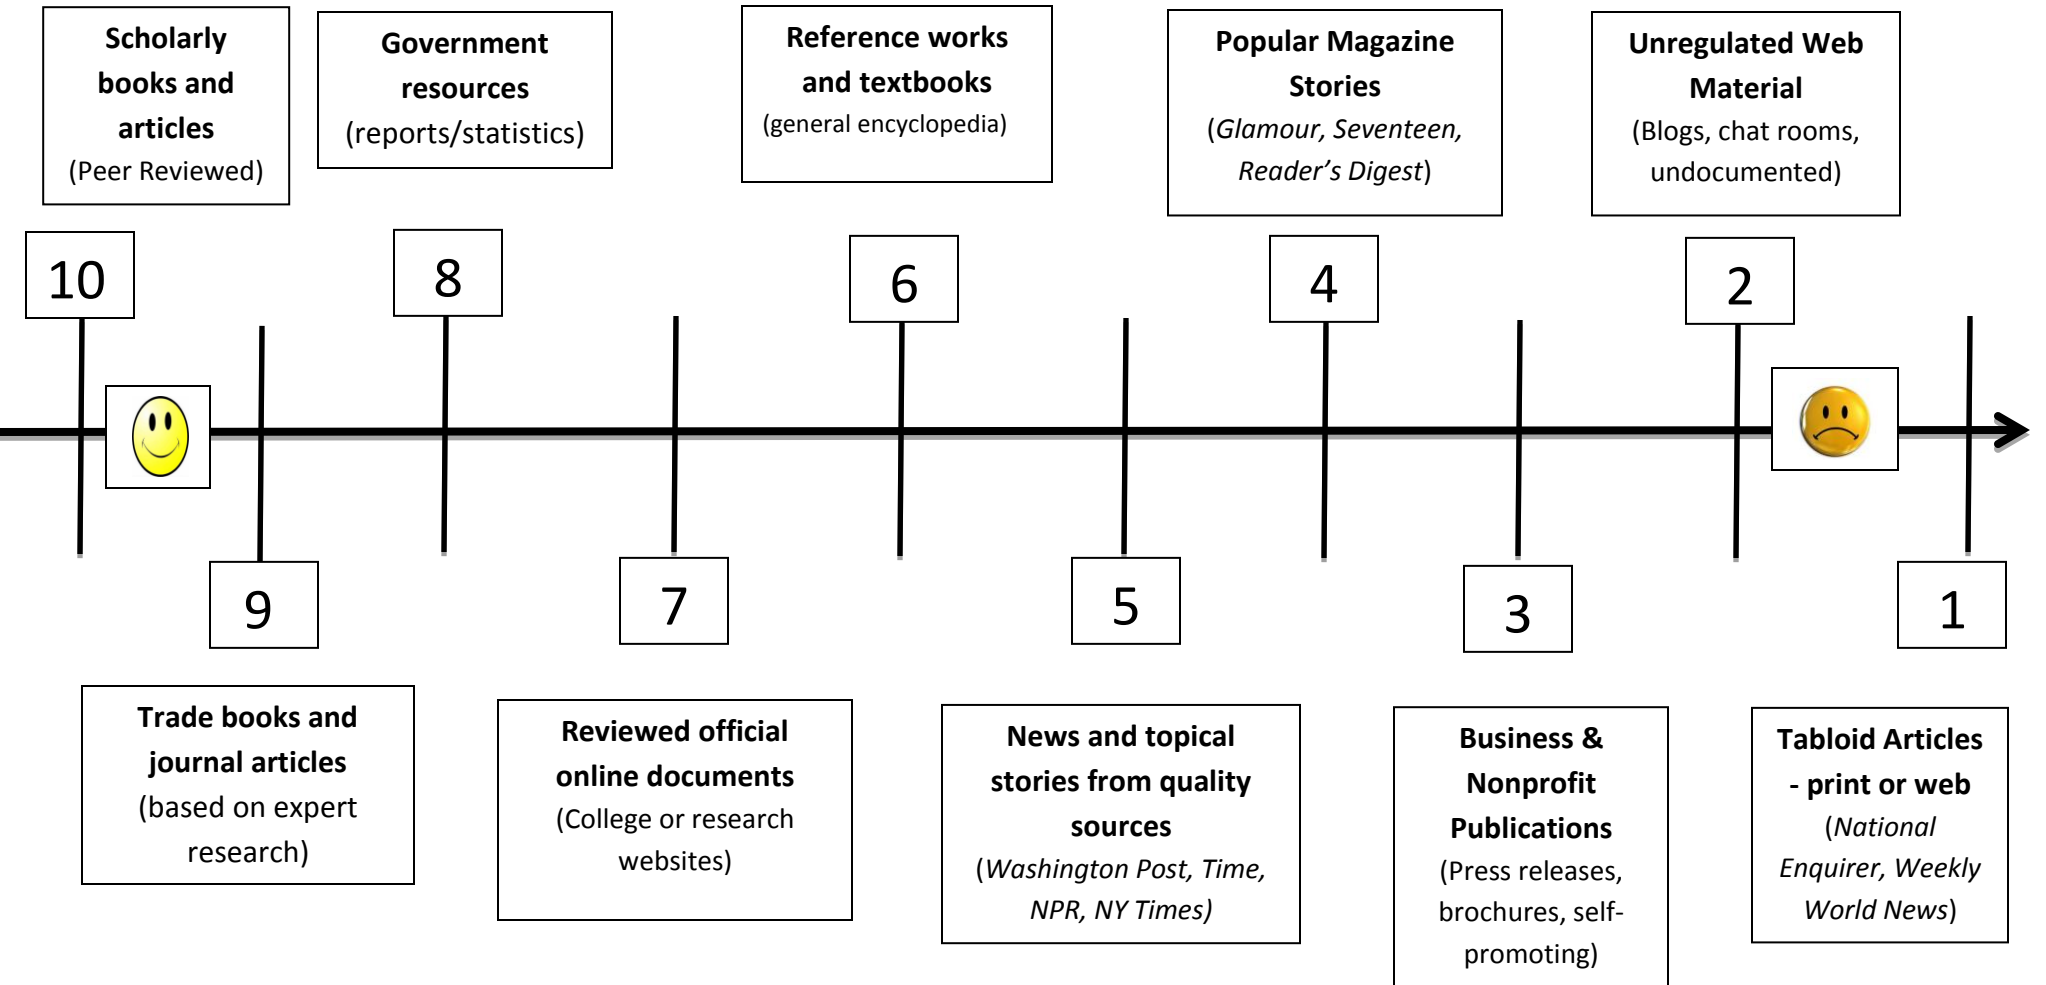 Scholarly
books and
articles
(Peer Reviewed)
Government
resources
(reports/statistics)
Reference works
and textbooks
(general encyclopedia)
Popular Magazine
Stories
(Glamour, Seventeen,
Reader’s Digest)
Unregulated Web
Material
(Blogs, chat rooms,
undocumented)
10
8
6
4
2
9
7
5
3
1
Trade books and
journal articles
(based on expert
research)
Reviewed official
online documents
(College or research
websites)
News and topical
stories from quality
sources
(Washington Post, Time,
NPR, NY Times)
Business &
Nonprofit
Publications
(Press releases,
brochures, self-
promoting)
Tabloid Articles
- print or web
(National
Enquirer, Weekly
World News)